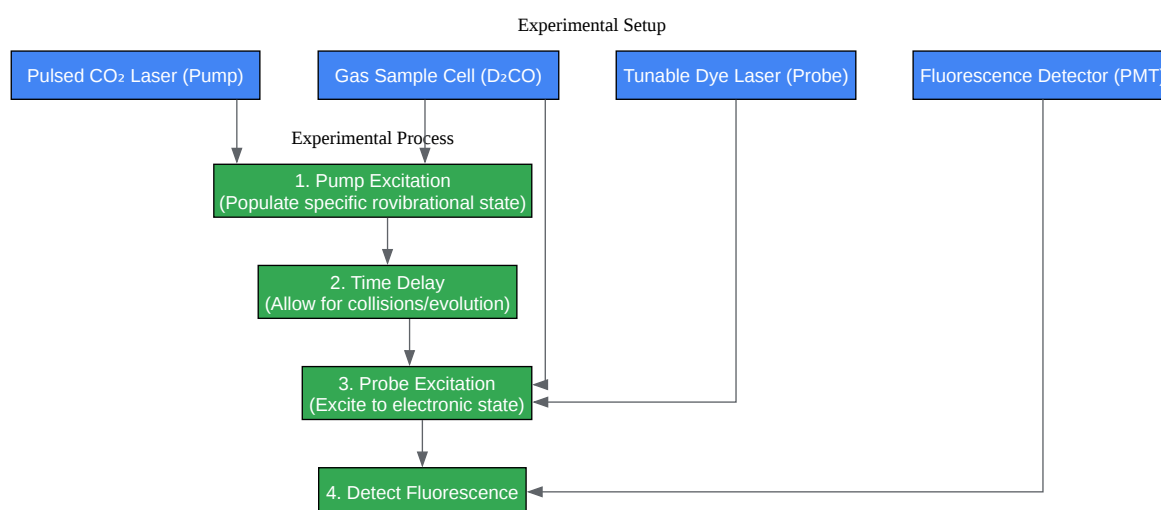 Experimental Setup
Pulsed CO₂ Laser (Pump)
Gas Sample Cell (D₂CO)
Tunable Dye Laser (Probe)
Fluorescence Detector (PMT)
Experimental Process
1. Pump Excitation
(Populate specific rovibrational state)
2. Time Delay
(Allow for collisions/evolution)
3. Probe Excitation
(Excite to electronic state)
4. Detect Fluorescence